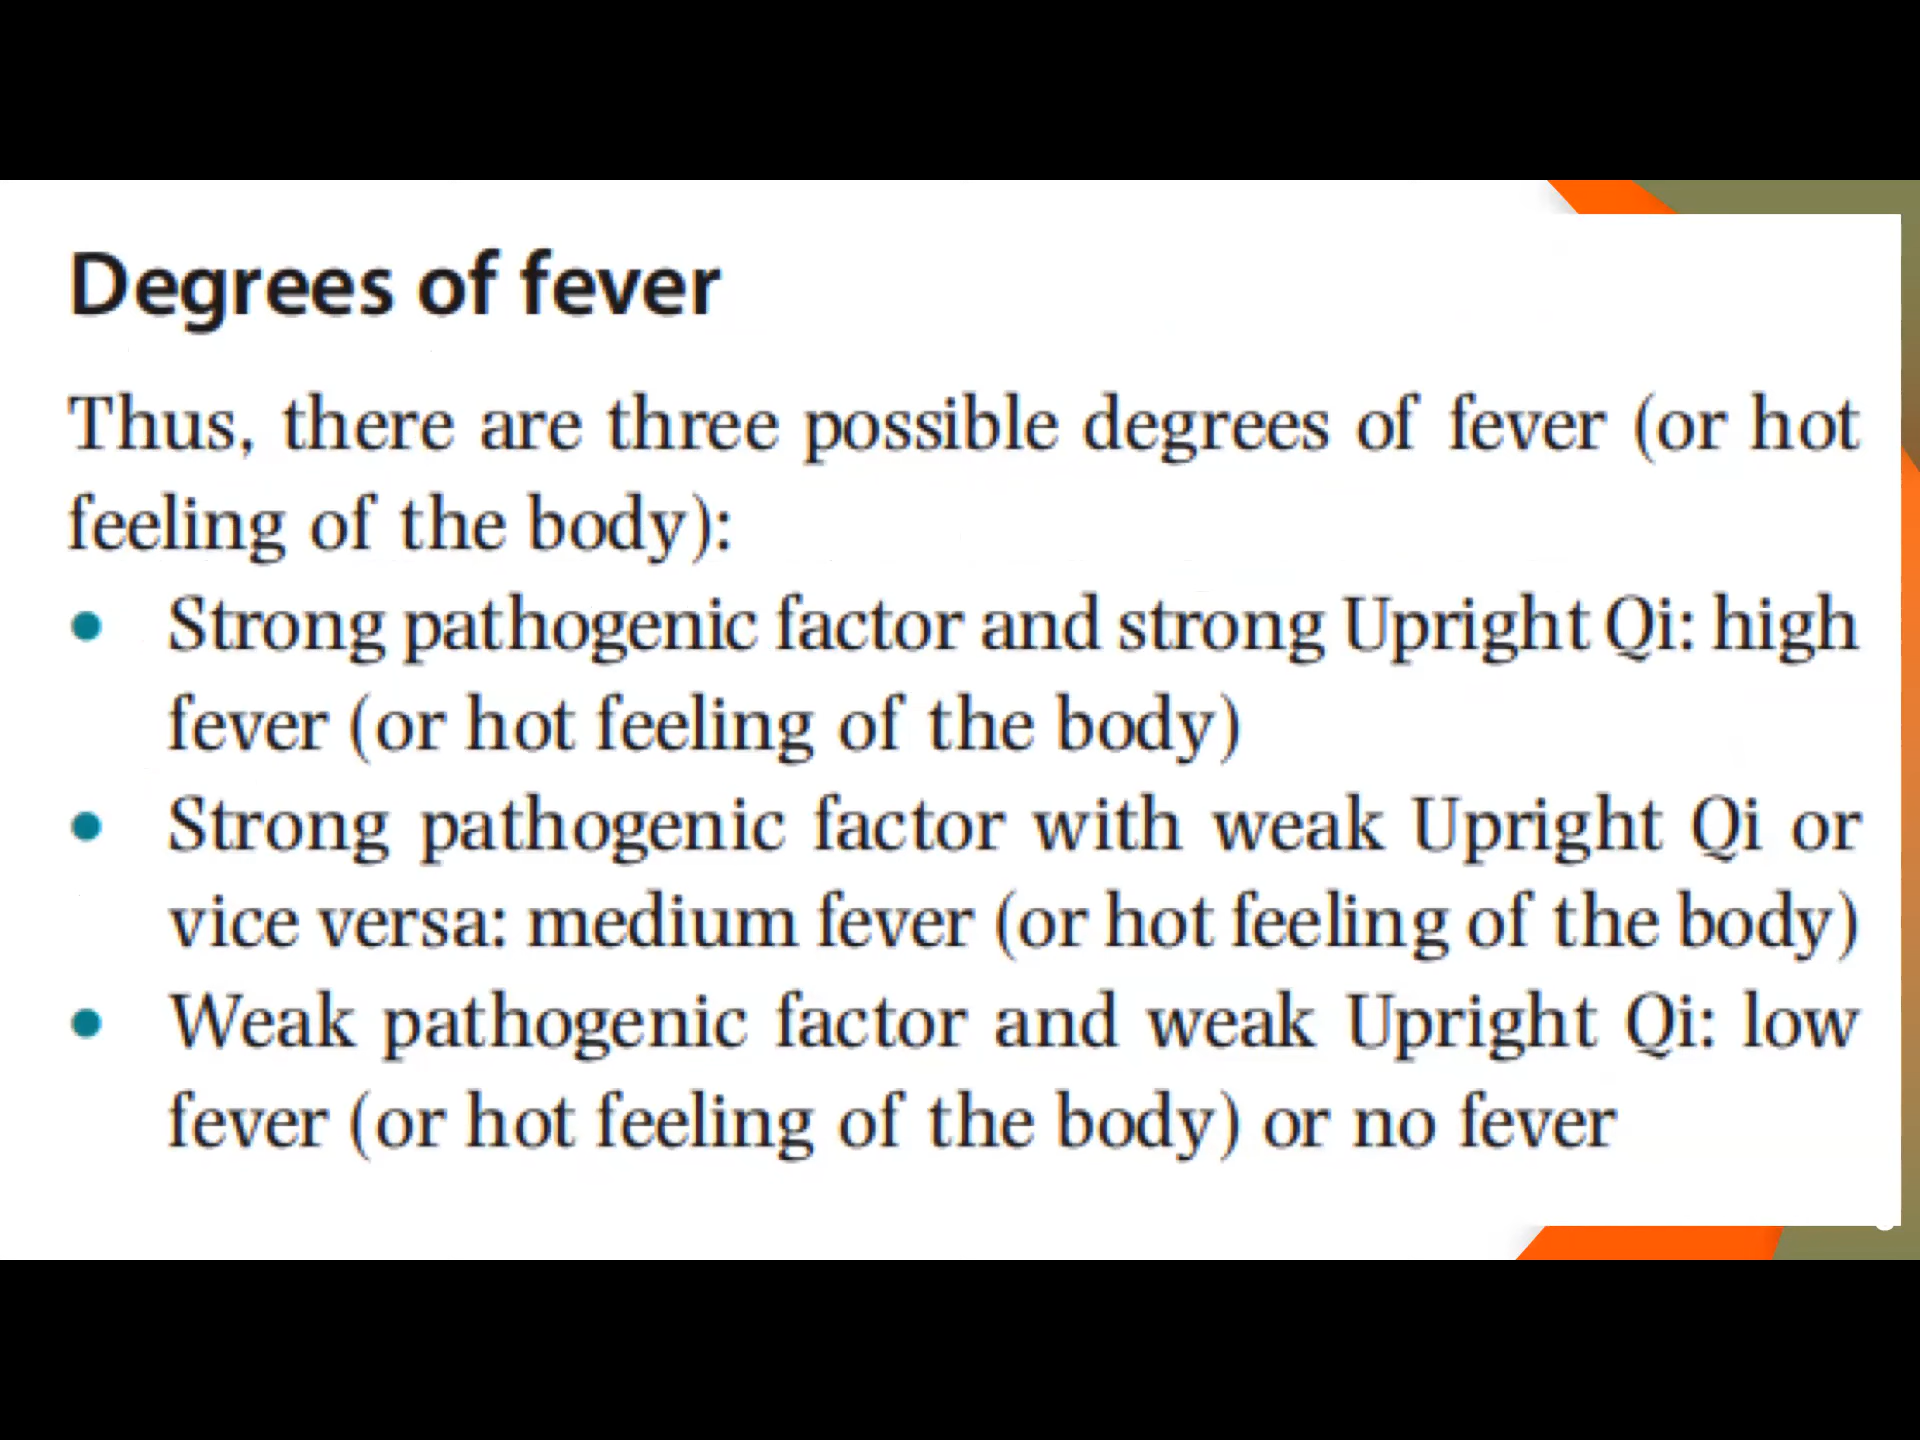 Degrees of fever
Thus, there are three possible degrees of fever (or hot
feeling of the body):
• Strong pathogenic factor and strong Upright Qi: high
fever (or hot feeling of the body)
• Strong pathogenic factor with weak Upright Qi or
vice versa: medium fever (or hot feeling of the body)
• Weak pathogenic factor and weak Upright Qi: low
fever (or hot feeling of the body) or no fever